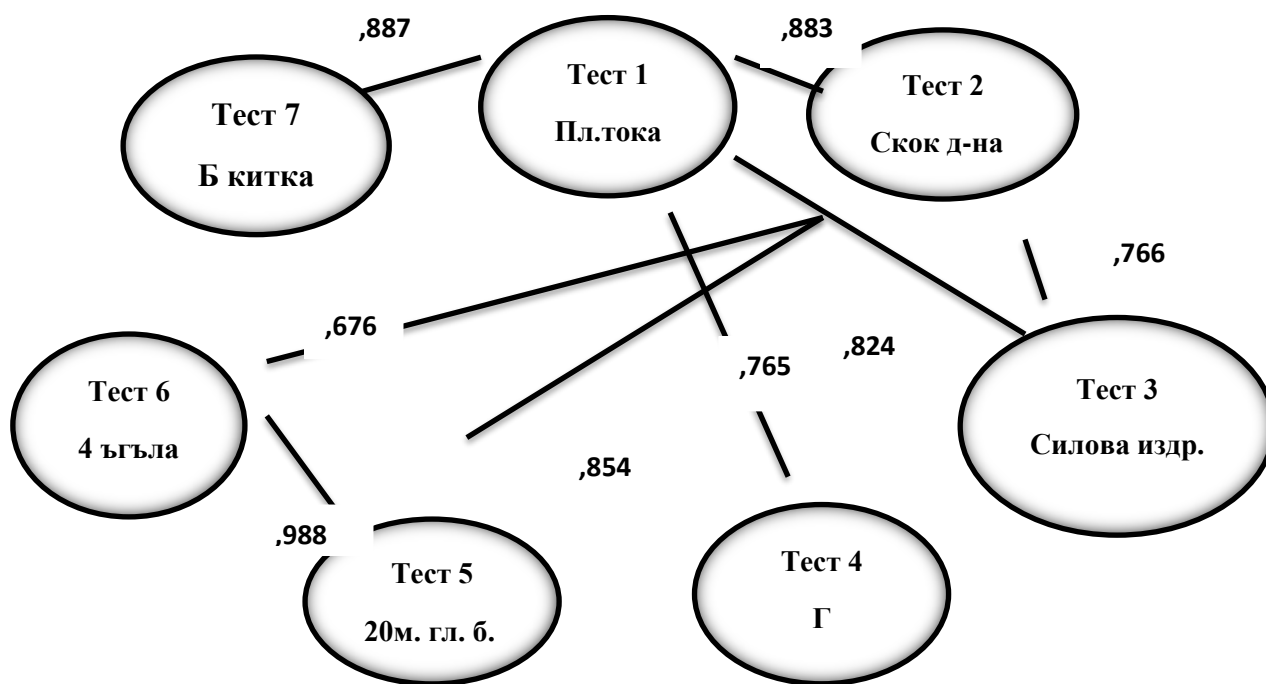 ,887
,883
Тест 7
Б китка
Тест 1
Пл.тока
Тест 2
Скок д-на
,766
,676
,765
,824
Тест 6
4 ъгъла
Тест 3
Силова издр.
,854
,988
Тест 5
20м. гл. б.
Тест 4
Г